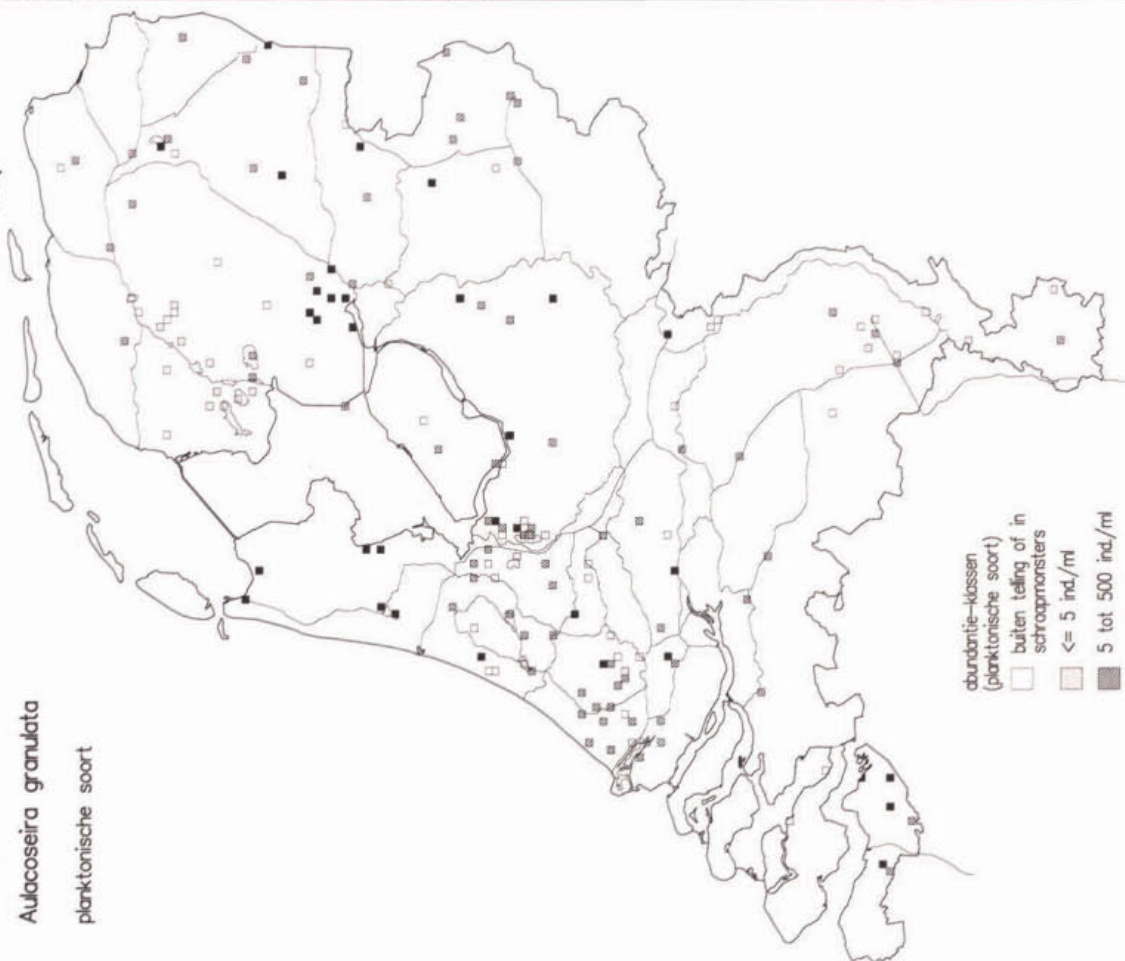 Aulacoseira granulata
planktonische soort
abundantie-klassen
(planktonische soort)
buiten telling of in
schraapmonsters
<= 5 ind./ml
5 tot 500 ind/ml